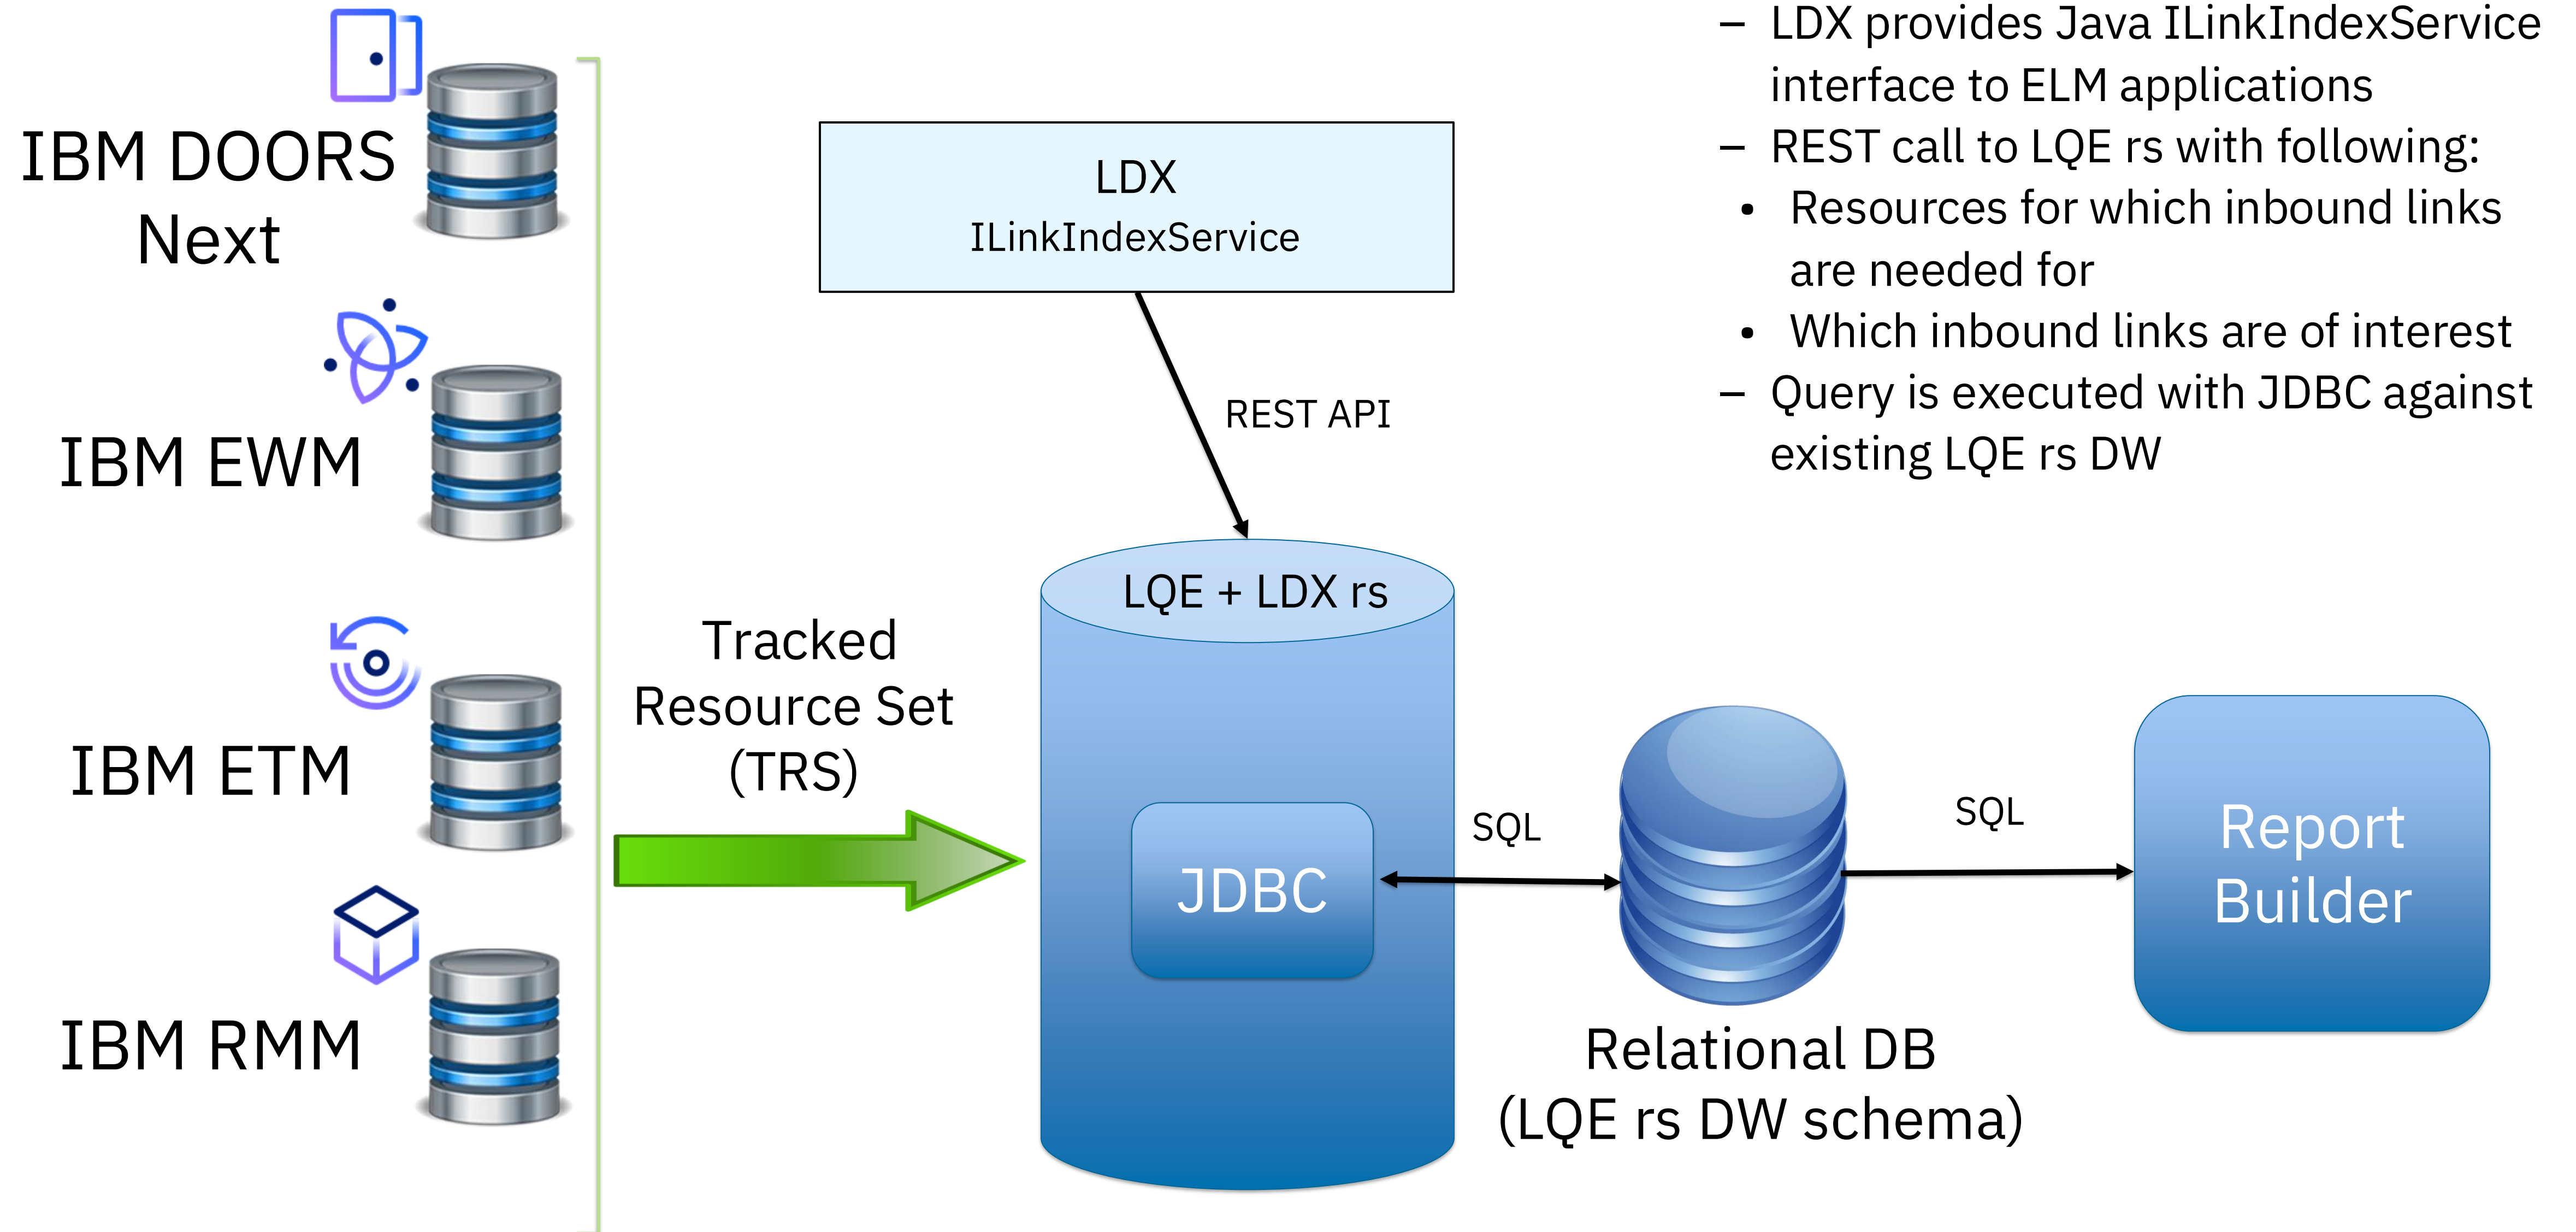 IBM DOORS
Next
IBM EWM
IBM ETM
IBM RMM
Tracked
Resource Set
(TRS)
LDX
ILinkIndexService
REST API
LQE + LDX rs
JDBC
SQL
Relational DB
(LQE rs DW schema)
SQL
Report
Builder
– LDX provides Java ILinkIndexService
interface to ELM applications
– REST call to LQE rs with following:
• Resources for which inbound links
are needed for
• Which inbound links are of interest
– Query is executed with JDBC against
existing LQE rs DW